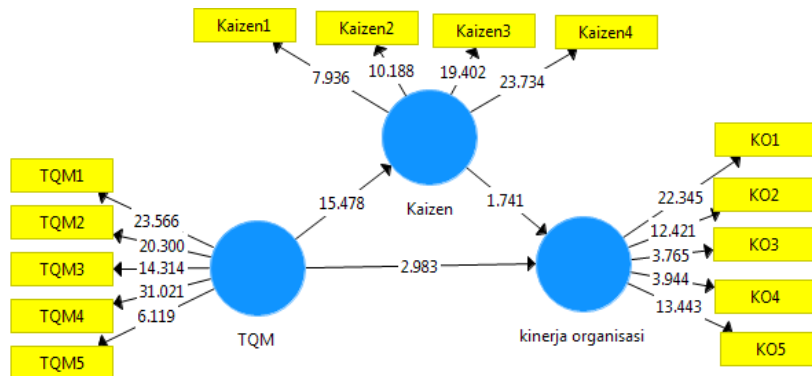 Kaizen1
Kaizen2
Kaizen3
Kaizen4
7.936
10.188
19.402
23.734
Kaizen
TQM1
TQM2
TQM3
TQM4
TQM5
23.566
20.300
14.314
31.021
6.119
TQM
15.478
1.741
2.983
kinerja organisasi
22.345
12.421
3.765
3.944
13.443
KO1
KO2
KO3
KO4
KO5